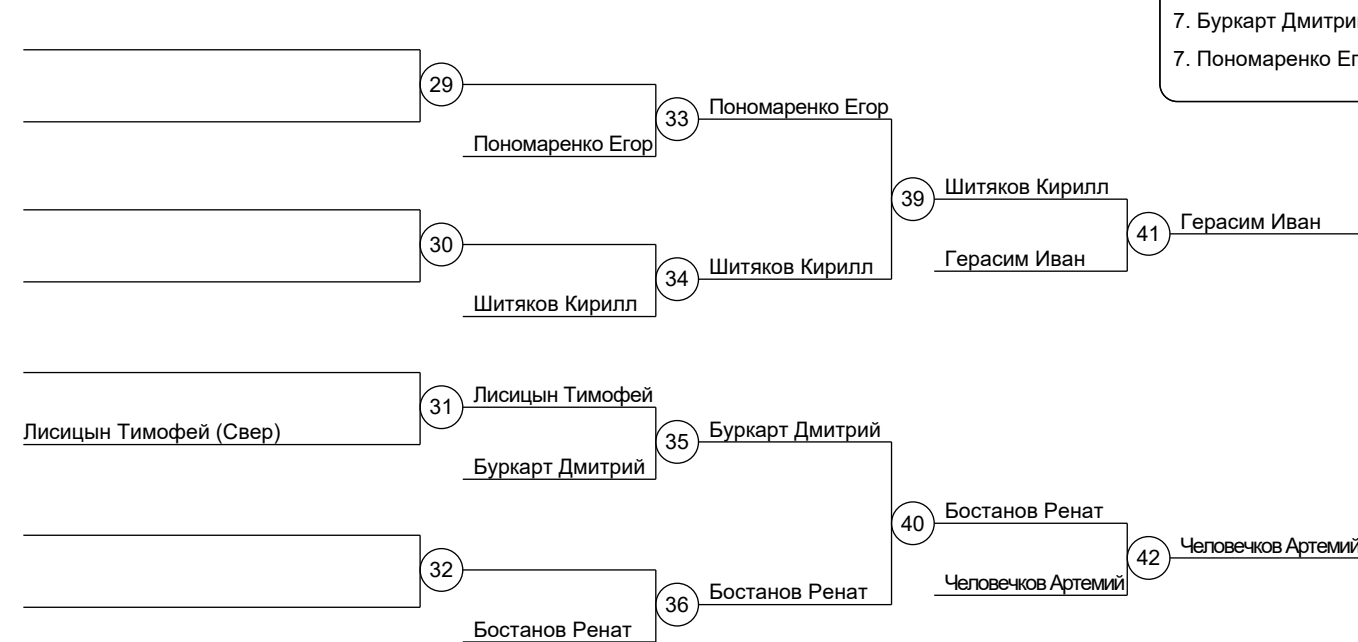 7. Буркарт Дмитри
7. Пономаренко Ег
29
33
Пономаренко Егор
Пономаренко Егор
39
Шитяков Кирилл
41
Герасим Иван
30
34
Шитяков Кирилл
Герасим Иван
Шитяков Кирилл
31
Лисицын Тимофей
Лисицын Тимофей (Свер)
35
Буркарт Дмитрий
Буркарт Дмитрий
40
Бостанов Ренат
42
Человечков Артемий
32
36
Бостанов Ренат
Человечков Артемий
Бостанов Ренат